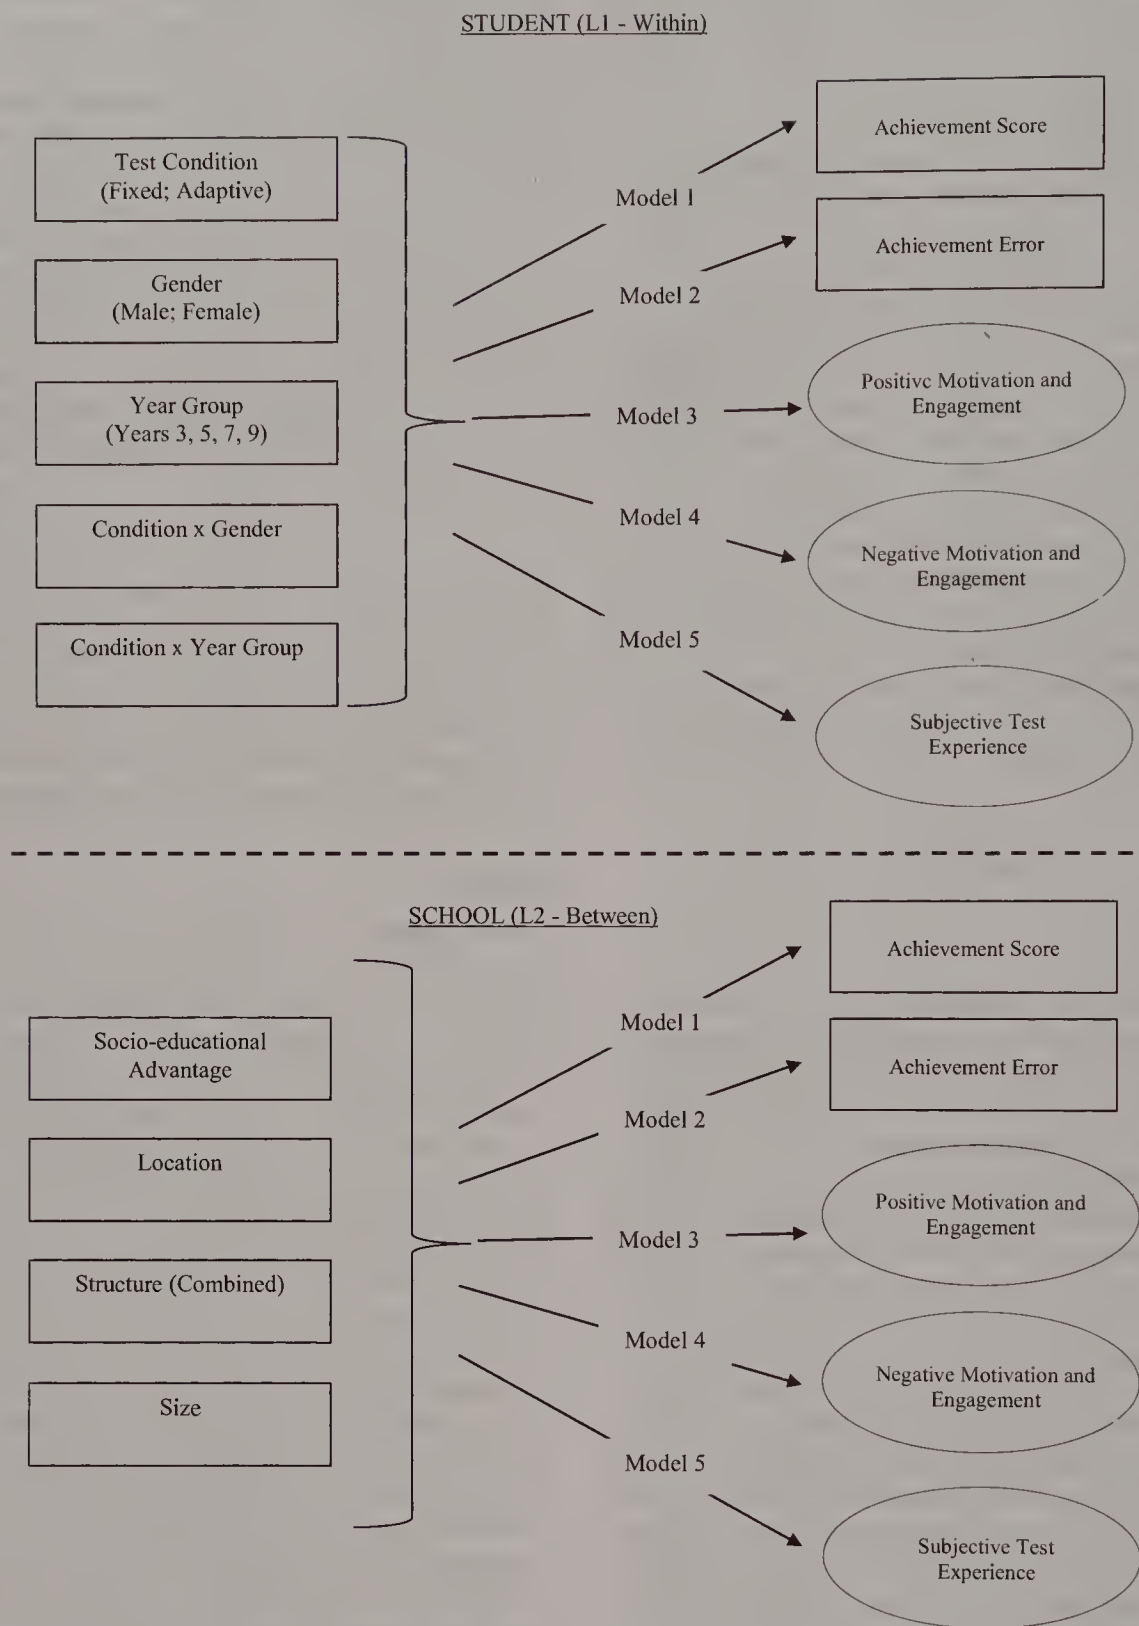 STUDENT (L1 - Within)
Test Condition
(Fixed; Adaptive)
Gender
(Male; Female)
Year Group
(Years 3, 5, 7, 9)
Condition x Gender
Condition x Year Group
Model 1
Model 2
Model 3
Model 4
Model 5
Achievement Score
Achievement Error
Positive Motivation and
Engagement
Negative Motivation and
Engagement
Subjective Test
Experience
SCHOOL (L2 - Between)
Socio-educational
Advantage
Location
Structure (Combined)
Size
Model 1
Model 2
Model 3
Model 4
Model 5
Achievement Score
Achievement Error
Positive Motivation and
Engagement
Negative Motivation and
Engagement
Subjective Test
Experience